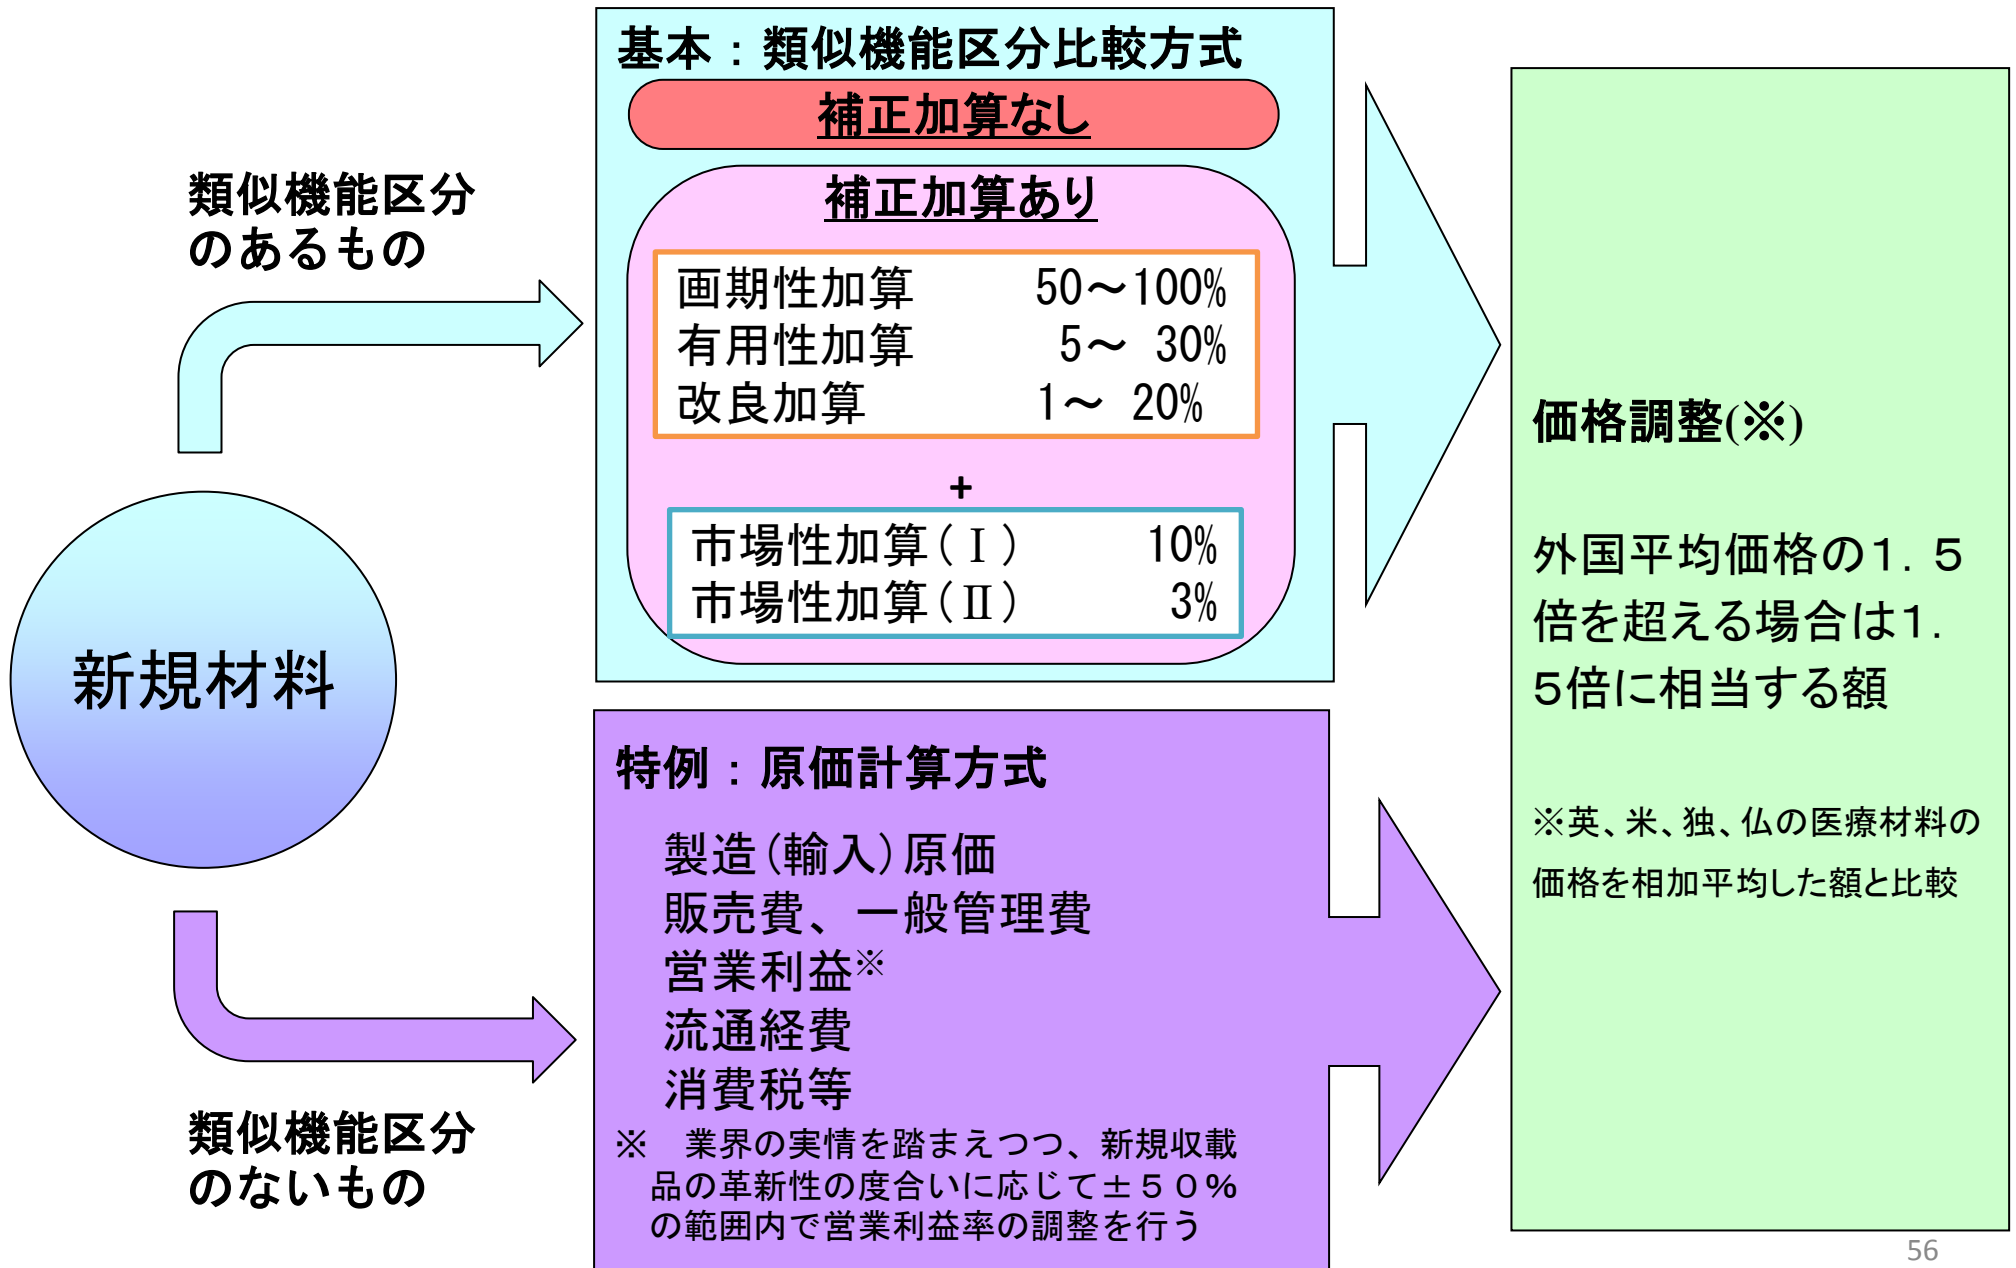 新規材料
類似機能区分
のあるもの
基本：類似機能区分比較方式
補正加算なし
補正加算あり
画期性加算 50～100%
有用性加算 5～ 30%
改良加算 1～ 20%
+
市場性加算（Ⅰ） 10%
市場性加算（Ⅱ） 3%
類似機能区分
のないもの
特例：原価計算方式
製造（輸入）原価
販売費、一般管理費
営業利益※
流通経費
消費税等
※ 業界の実情を踏まえつつ、新規収載
品の革新性の度合いに応じて±５０％
の範囲内で営業利益率の調整を行う
価格調整(※)
外国平均価格の１．５
倍を超える場合は１．
５倍に相当する額
※英、米、独、仏の医療材料の
価格を相加平均した額と比較
56